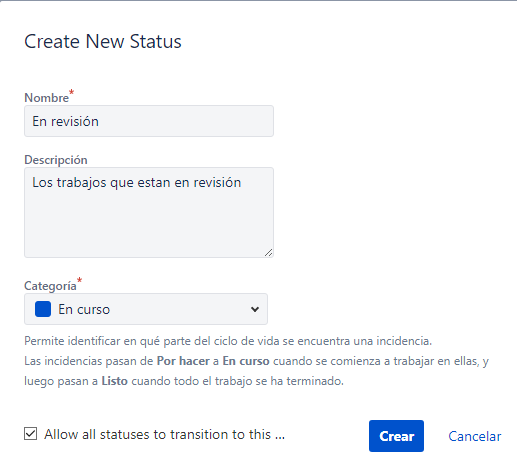 Create New Status
Nombre*
En revisión
Descripción
Los trabajos que estan en revisión
Categoría*
En curso
Permite identificar en qué parte del ciclo de vida se encuentra una incidencia.
Las incidencias pasan de Por hacer a En curso cuando se comienza a trabajar en ellas, y
luego pasan a Listo cuando todo el trabajo se ha terminado.
Allow all statuses to transition to this ...
Crear
Cancelar